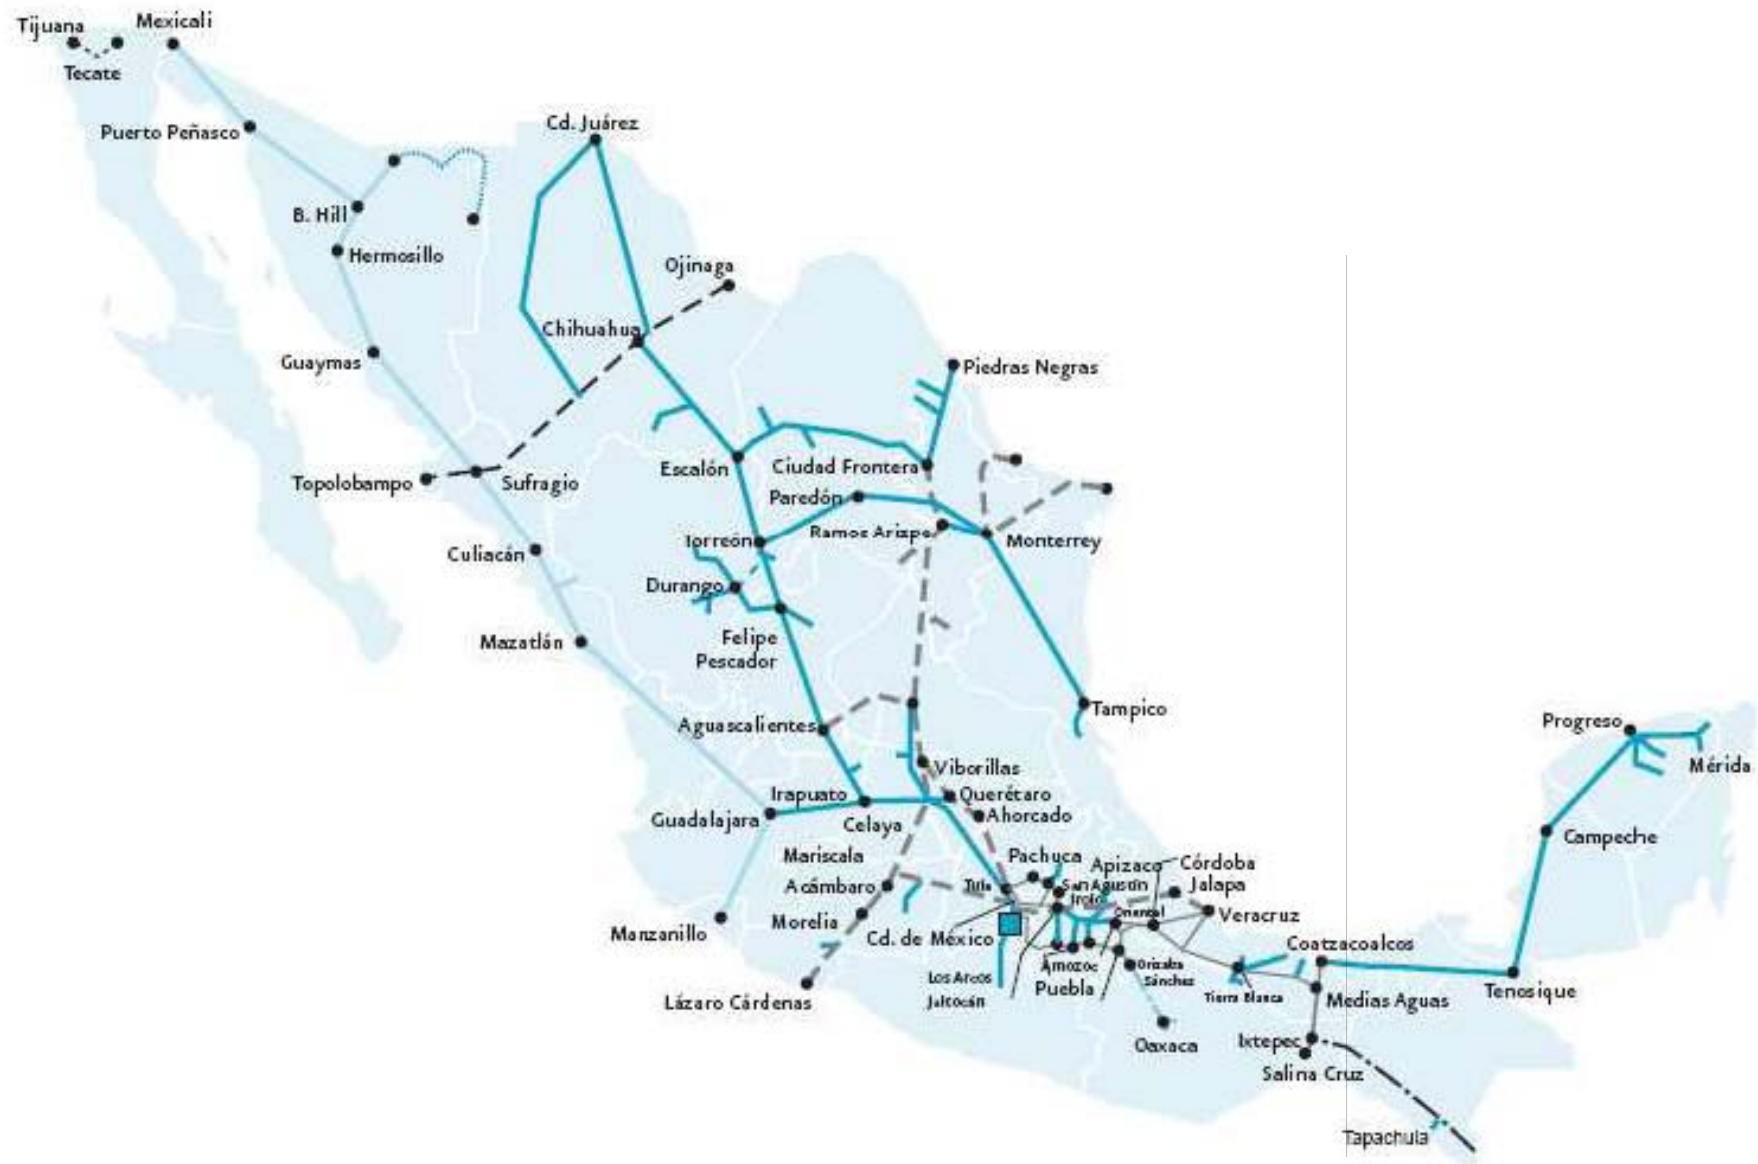 Tijuana
Mexicali
Tecate
Puerto Peñasco
Cd. Juárez
B. Hill
Hermosillo
Ojinaga
Chihuahua
Guaymas
Piedras Negras
Escalón
Ciudad Frontera
Topolobampo
Sufragio
Paredón
Ramos Arizpe
Torreón
Monterrey
Culiacán
Durango
Mazatlán
Felipe
Pescador
Aguascalientes
Tampico
Progreso
Mérida
Viborillas
Irapuato
Querétaro
Guadalajara
Celaya
Ahorcado
Campeche
Mariscala
Pachuca
Apizaco
Córdoba
Acámbaro
Tula
San Agustín
Jalapa
Irolo
Morelia
Oriental
Veracruz
Manzanillo
Cd. de México
Coatzacoalcos
Lázaro Cárdenas
Los Arcos
Amozoc
Orizaba
Jaltocán
Puebla
Sánchez
Tierra Blanca
Medias Aguas
Tenosique
Oaxaca
Ixtepec
Salina Cruz
Tapachula